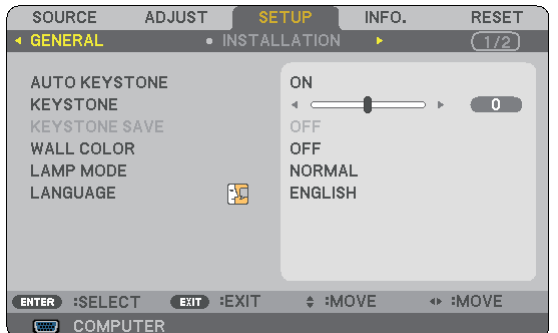 SOURCE ADJUST SETUP INFO. RESET
GENERAL • INSTALLATION 1/2
AUTO KEYSTONE ON
KEYSTONE 0
KEYSTONE SAVE OFF
WALL COLOR OFF
LAMP MODE NORMAL
LANGUAGE ENGLISH
ENTER :SELECT EXIT :EXIT :MOVE :MOVE
COMPUTER